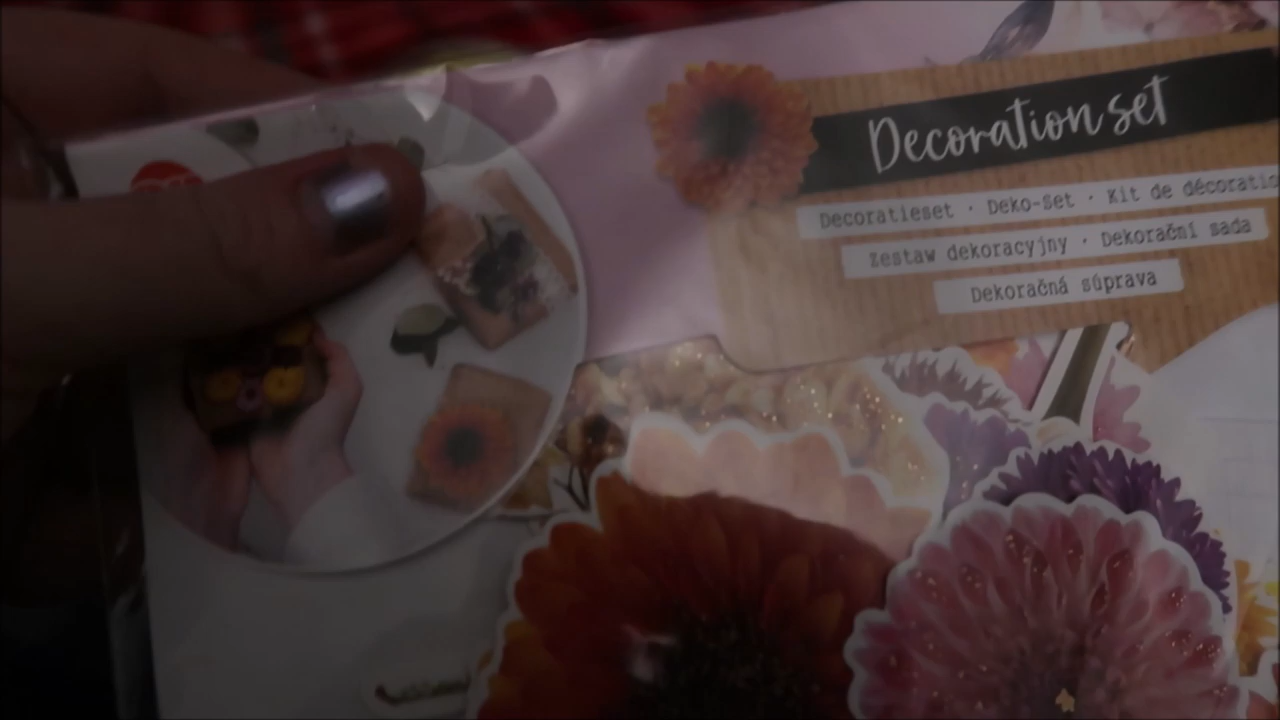 Decoration set
Decoratieset · Deko-Set · Kit de décoratio
zestaw dekoracyjny · Dekorační sada
Dekoračná súprava